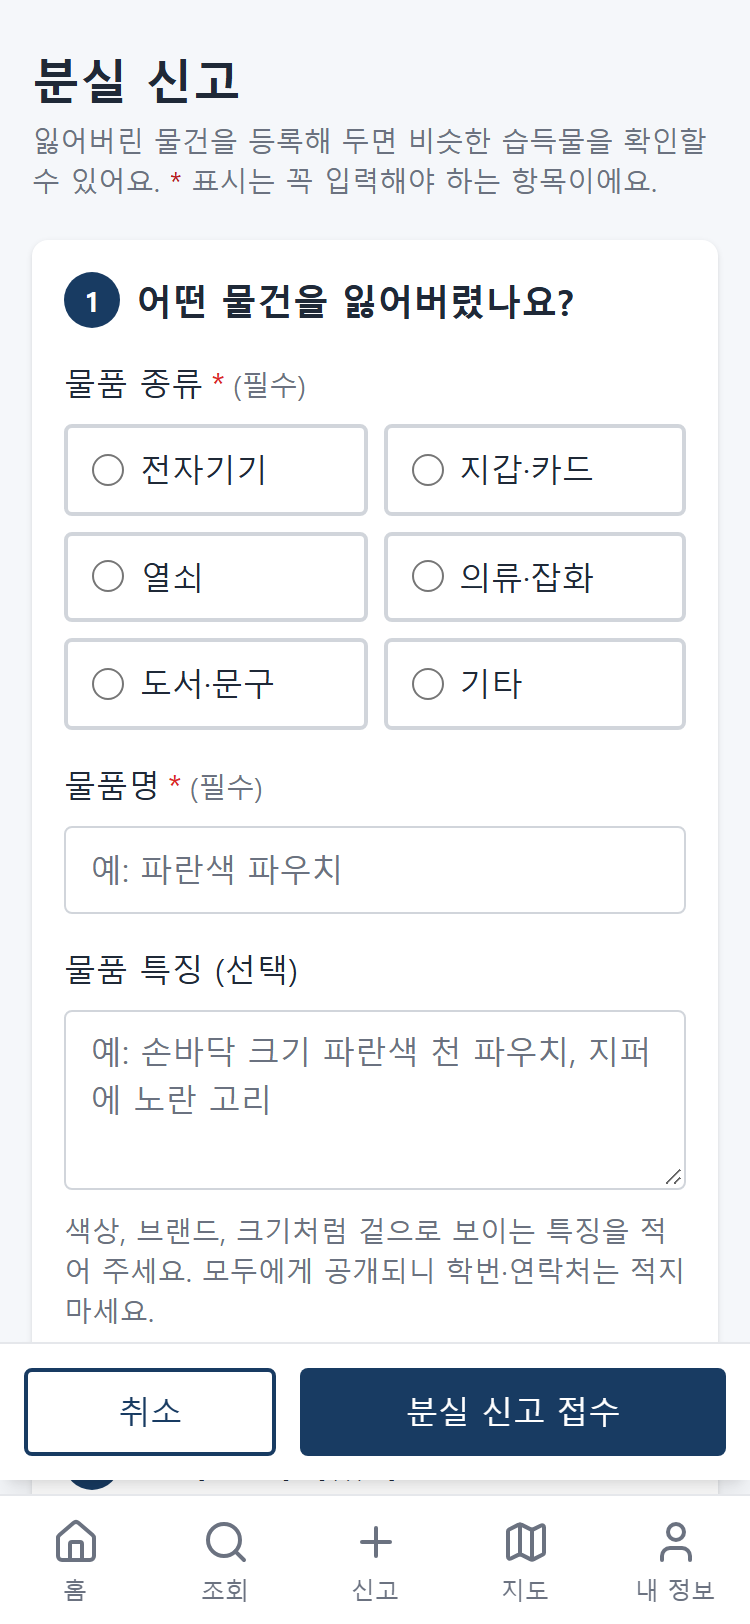 분실 신고
잃어버린 물건을 등록해 두면 비슷한 습득물을 확인할
수 있어요. * 표시는 꼭 입력해야 하는 항목이에요.
1 어떤 물건을 잃어버렸나요?
물품 종류 * (필수)
전자기기
지갑·카드
열쇠
의류·잡화
도서·문구
기타
물품명 * (필수)
예: 파란색 파우치
물품 특징 (선택)
예: 손바닥 크기 파란색 천 파우치, 지퍼
에 노란 고리
색상, 브랜드, 크기처럼 겉으로 보이는 특징을 적
어 주세요. 모두에게 공개되니 학번·연락처는 적지
마세요.
취소
분실 신고 접수
홈
조회
신고
지도
내 정보